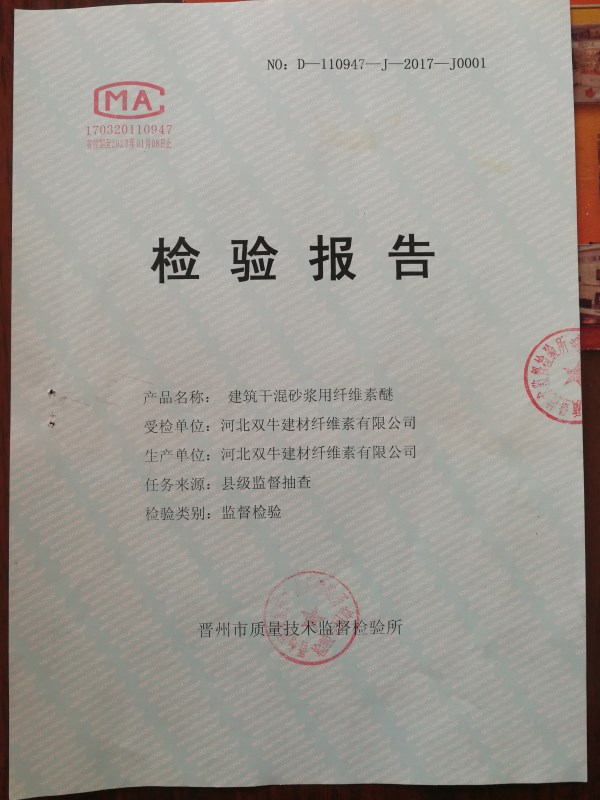 NO: D—110947—J—2017—J0001
MA
170320110947
检验报告
产品名称： 建筑干混砂浆用纤维素醚
受检单位：河北双牛建材纤维素有限公司
生产单位：河北双牛建材纤维素有限公司
任务来源：县级监督抽查
检验类别：监督检验
晋州市质量技术监督检验所